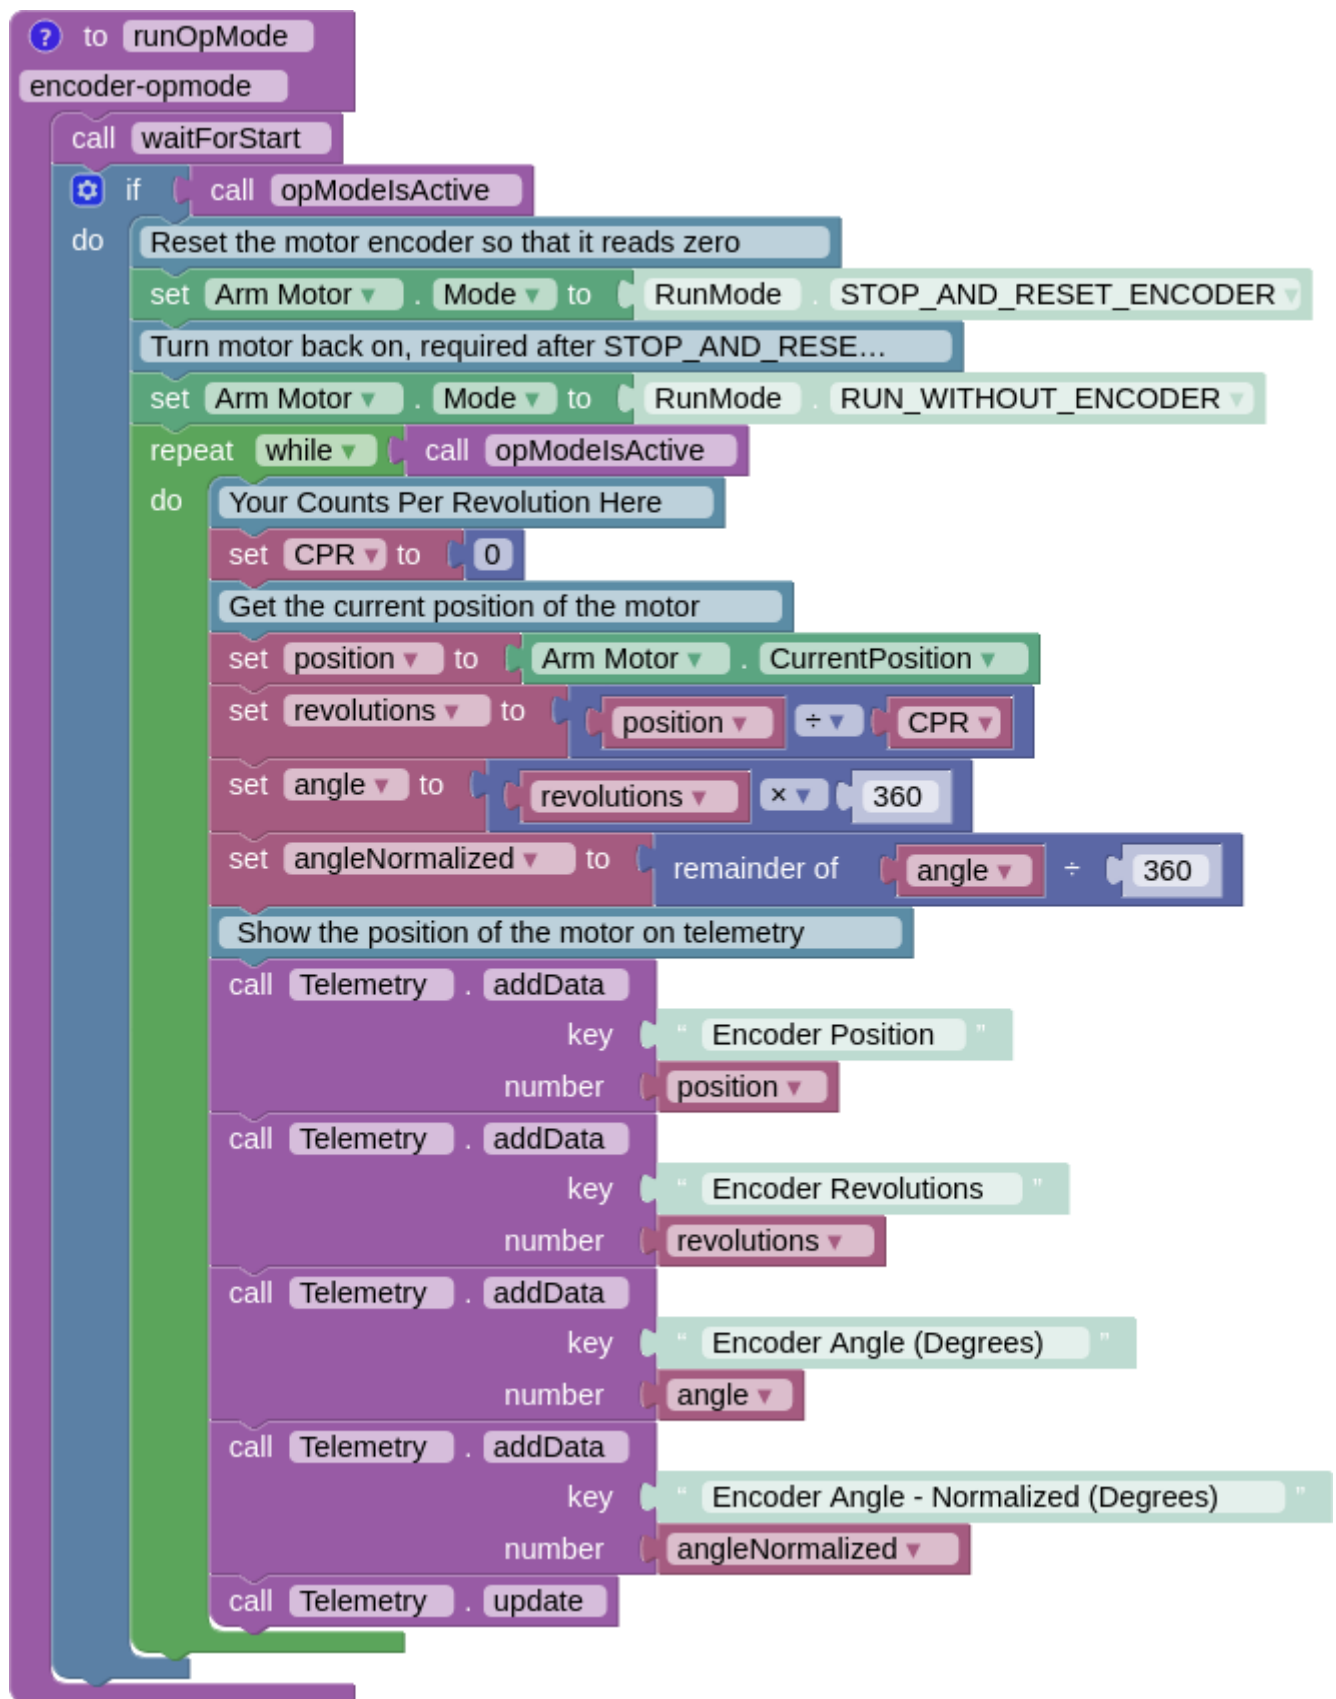 ? to runOpMode
encoder-opmode
call waitForStart
if call opModeIsActive
do Reset the motor encoder so that it reads zero
set Arm Motor ▾ . Mode ▾ to RunMode . STOP_AND_RESET_ENCODER ▾
Turn motor back on, required after STOP_AND_RESE...
set Arm Motor ▾ . Mode ▾ to RunMode . RUN_WITHOUT_ENCODER ▾
repeat while ▾ call opModeIsActive
do Your Counts Per Revolution Here
set CPR ▾ to 0
Get the current position of the motor
set position ▾ to Arm Motor ▾ . CurrentPosition ▾
set revolutions ▾ to position ▾ ÷ ▾ CPR ▾
set angle ▾ to revolutions ▾ × ▾ 360
set angleNormalized ▾ to remainder of angle ▾ ÷ 360
Show the position of the motor on telemetry
call Telemetry . addData
key “ Encoder Position ”
number position ▾
call Telemetry . addData
key “ Encoder Revolutions ”
number revolutions ▾
call Telemetry . addData
key “ Encoder Angle (Degrees) ”
number angle ▾
call Telemetry . addData
key “ Encoder Angle - Normalized (Degrees) ”
number angleNormalized ▾
call Telemetry . update